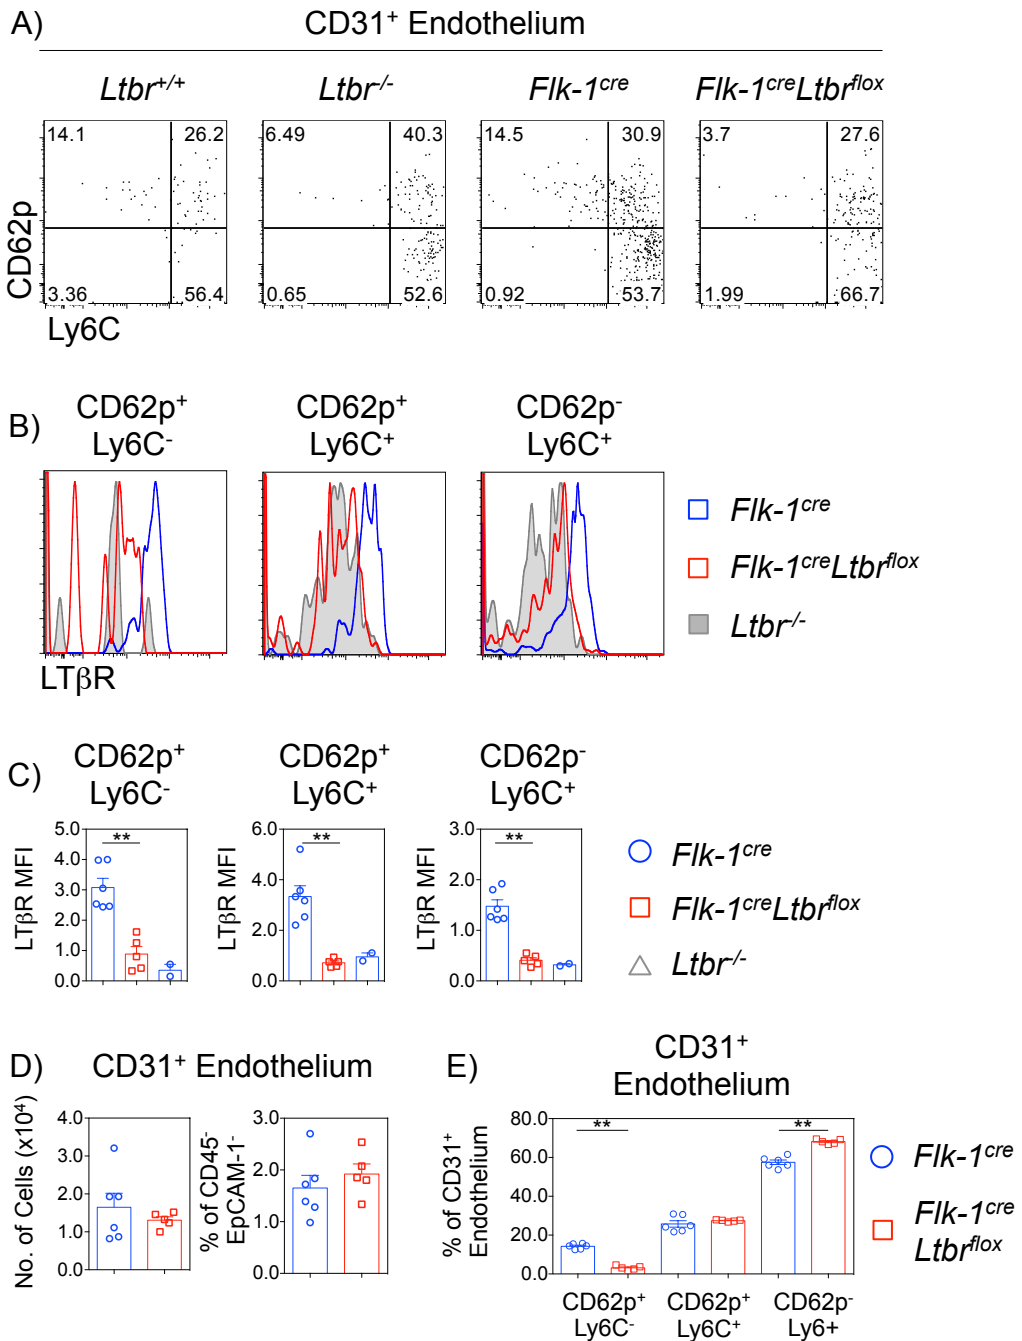 A) CD31+ Endothelium
Ltbr+/+ Ltbr-/- Flk-1cre Flk-1creLtbrflox
14.1 26.2 6.49 40.3 14.5 30.9 3.7 27.6
CD62p
3.36 56.4 0.65 52.6 0.92 53.7 1.99 66.7
Ly6C
B) CD62p+ CD62p+ CD62p-
Ly6C- Ly6C+ Ly6C+
Flk-1cre
Flk-1creLtbrflox
Ltbr-/-
LTβR
C) CD62p+ CD62p+ CD62p-
Ly6C- Ly6C+ Ly6C+
LTβR MFI
5.0
4.0
3.0
2.0
1.0
0.0
**
LTβR MFI
6.0
4.0
2.0
0.0
**
LTβR MFI
3.0
2.0
1.0
0.0
**
Flk-1cre
Flk-1creLtbrflox
Ltbr-/-
D) CD31+ Endothelium
No. of Cells (x10⁴)
4.0
3.0
2.0
1.0
0.0
% of CD45-
EpCAM-1-
3.0
2.0
1.0
0.0
E) CD31+
Endothelium
% of CD31+
Endothelium
80.0
60.0
40.0
20.0
0.0
** **
CD62p+ CD62p+ CD62p-
Ly6C- Ly6C+ Ly6+
Flk-1cre
Flk-1cre
Ltbrflox